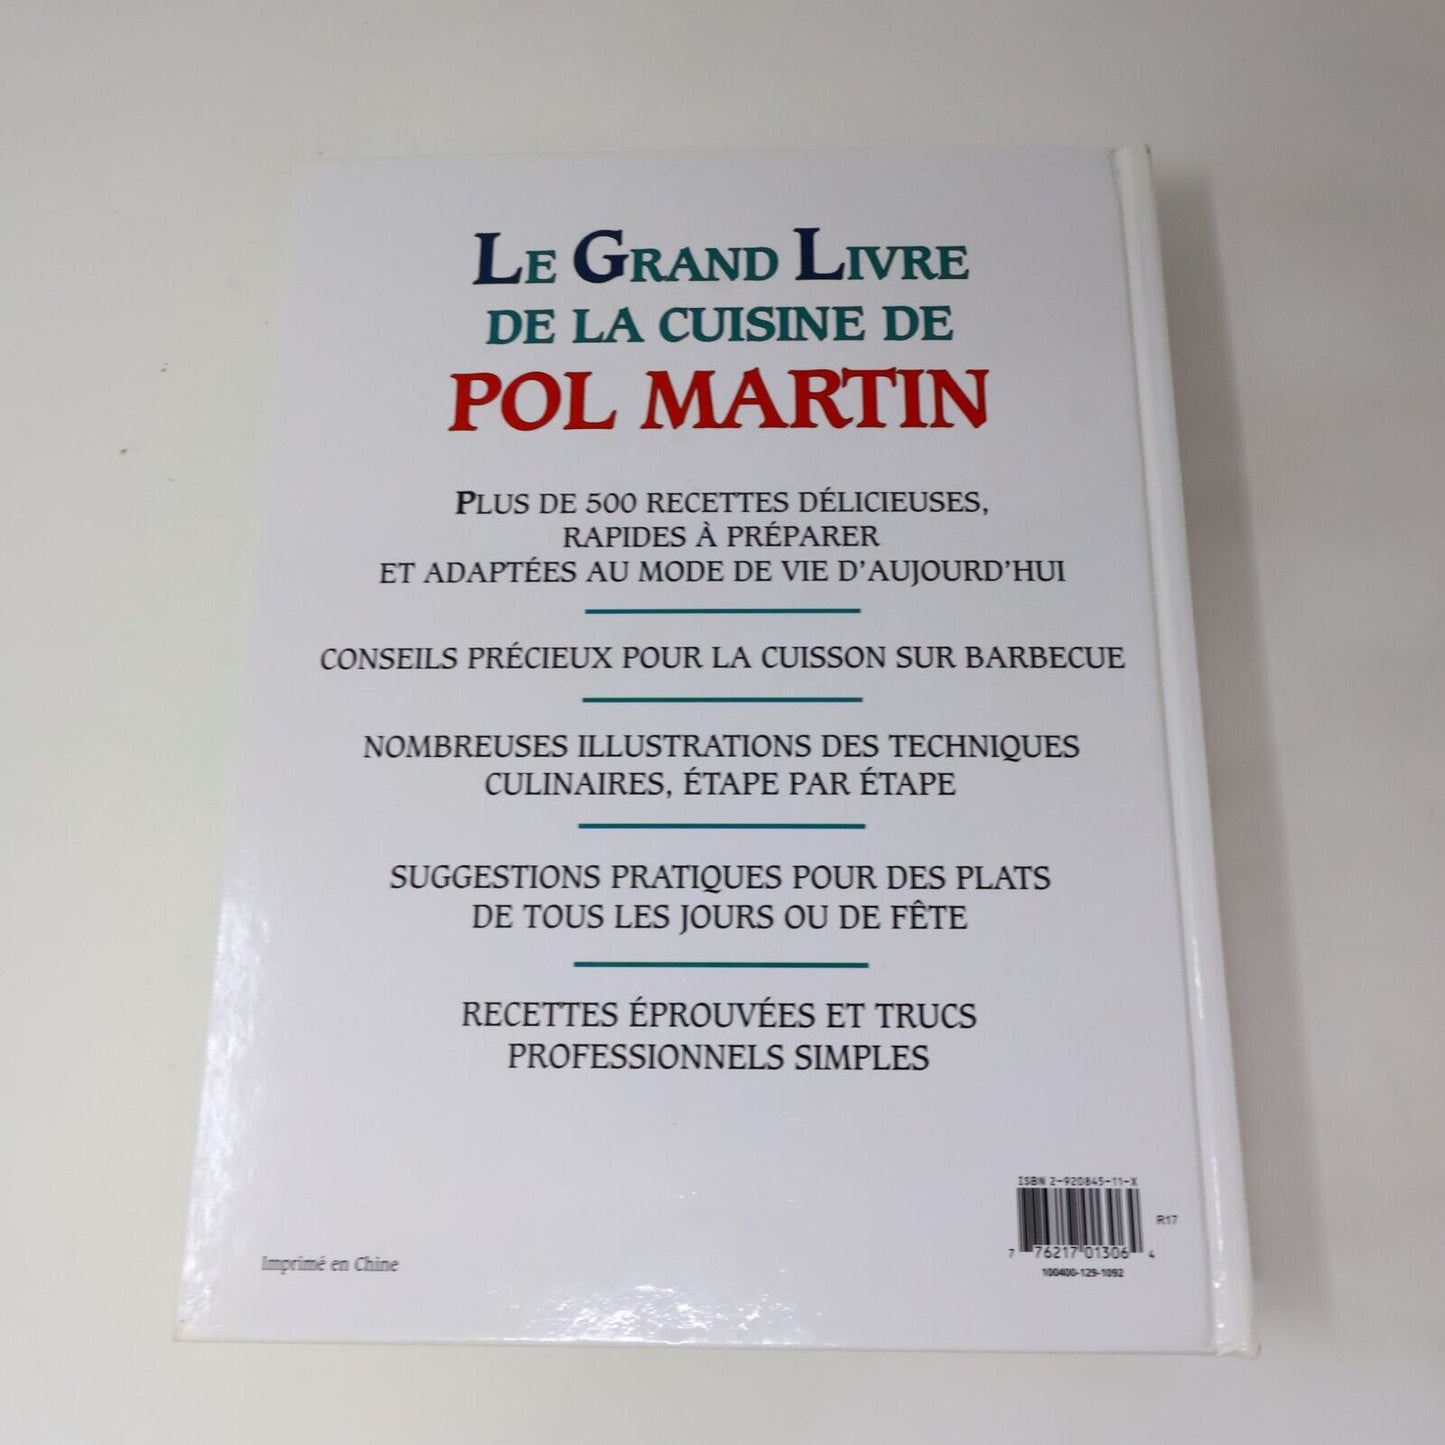 LE GRAND LIVRE
DE LA CUISINE DE
POL MARTIN
PLUS DE 500 RECETTES DÉLICIEUSES,
RAPIDES À PRÉPARER
ET ADAPTÉES AU MODE DE VIE D'AUJOURD'HUI
CONSEILS PRÉCIEUX POUR LA CUISSON SUR BARBECUE
NOMBREUSES ILLUSTRATIONS DES TECHNIQUES
CULINAIRES, ÉTAPE PAR ÉTAPE
SUGGESTIONS PRATIQUES POUR DES PLATS
DE TOUS LES JOURS OU DE FÊTE
RECETTES ÉPROUVÉES ET TRUCS
PROFESSIONNELS SIMPLES
Imprimé en Chine
ISBN 2-920845-11-X
R17
7 76217 01306 4
100400-129-1092